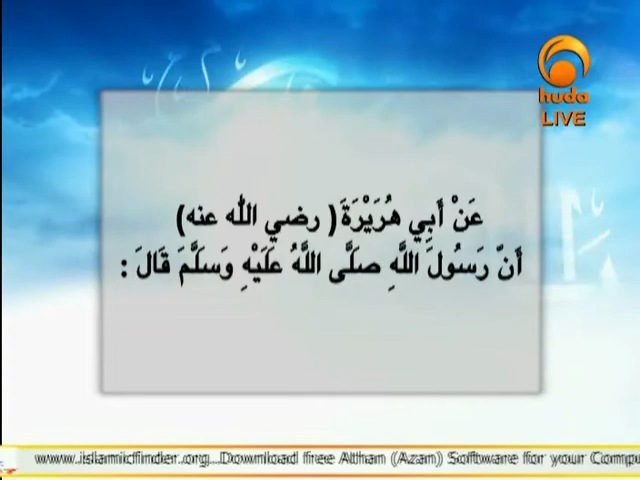 huda
LIVE
عَنْ أَبِي هُرَيْرَةَ ( رضي الله عنه)
أَنّ رَسُولَ اللَّهِ صَلَّى اللَّهُ عَلَيْهِ وَسَلَّمَ قَالَ :
www.islamicfinder.org Download free Athan (Azan) Software for your Compu